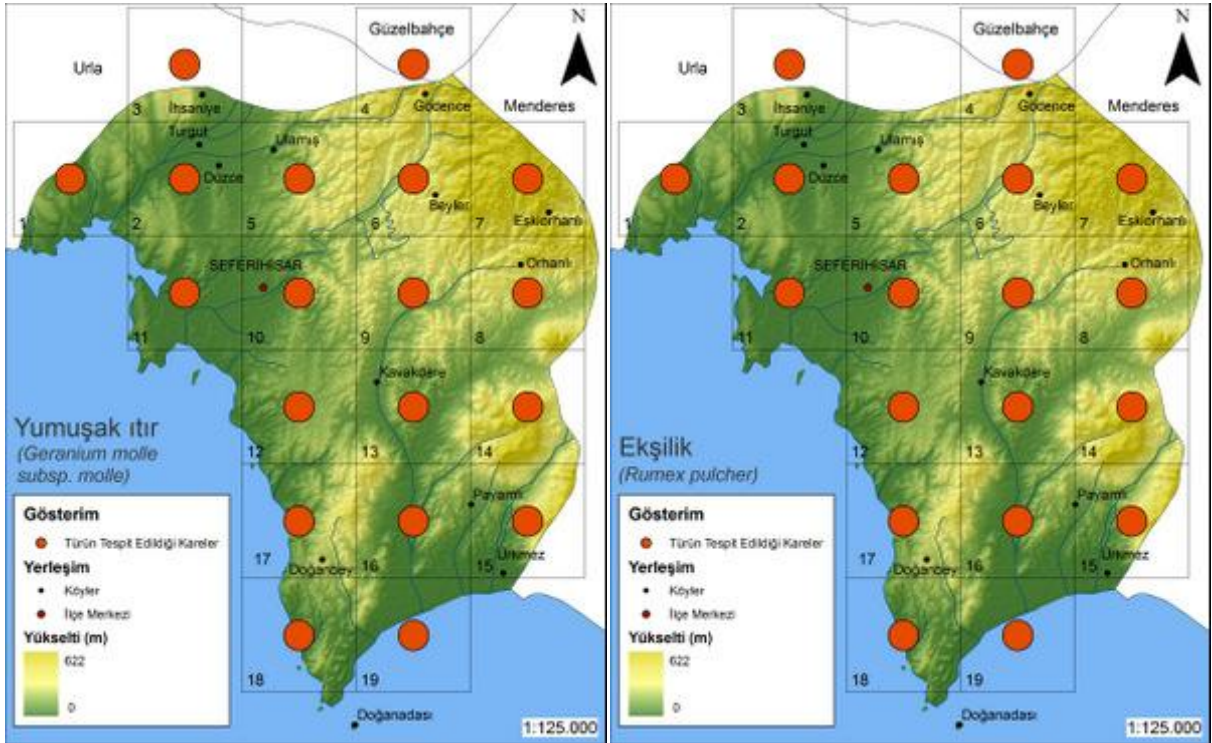 N
Güzelbahçe
Urla
İhsaniye
3
4
Gödence
Menderes
Turgut
Ulamış
Düzce
Beyler
Eskiorhanlı
1
2
5
6
7
SEFERİHİSAR
Orhanlı
11
10
9
8
Kavakdere
Yumuşak ıtır
(Geranium molle
subsp. molle)
12
13
14
Payamlı
Gösterim
Türün Tespit Edildiği Kareler
Yerleşim
Köyler
İlçe Merkezi
Yükselti (m)
622
0
17
Doğanbey
16
15
Ürkmez
18
19
Doğanadası
1:125.000
N
Güzelbahçe
Urla
İhsaniye
3
4
Gödence
Menderes
Turgut
Ulamış
Düzce
Beyler
Eskiorhanlı
1
2
5
6
7
SEFERİHİSAR
Orhanlı
11
10
9
8
Kavakdere
Ekşilik
(Rumex pulcher)
12
13
14
Payamlı
Gösterim
Türün Tespit Edildiği Kareler
Yerleşim
Köyler
İlçe Merkezi
Yükselti (m)
622
0
17
Doğanbey
16
15
Ürkmez
18
19
Doğanadası
1:125.000